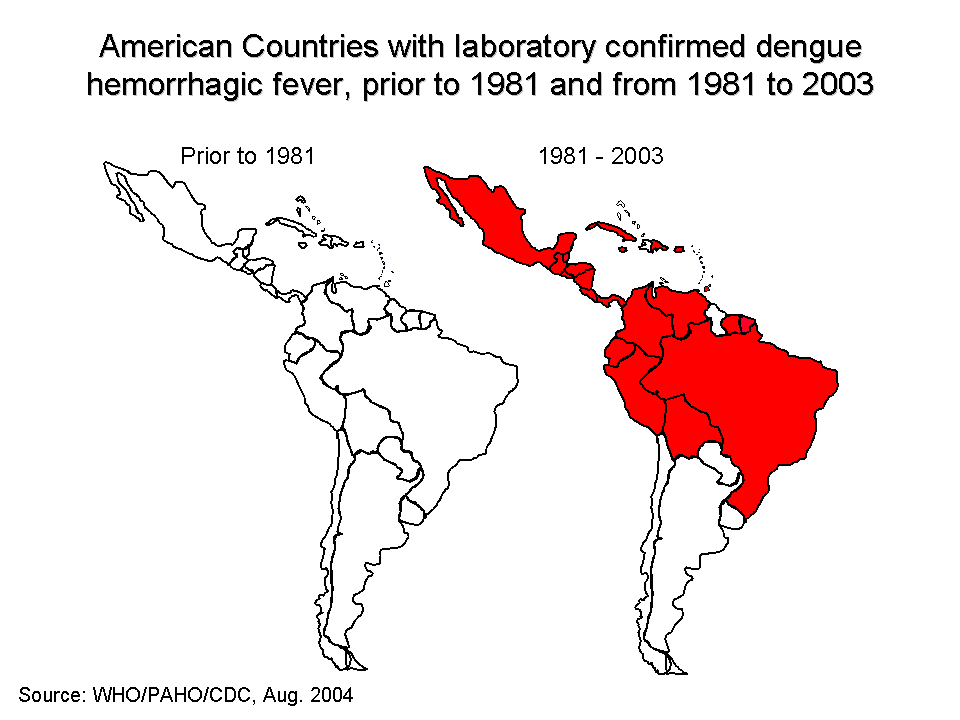 American Countries with laboratory confirmed dengue
hemorrhagic fever, prior to 1981 and from 1981 to 2003
Prior to 1981
1981 - 2003
Source: WHO/PAHO/CDC, Aug. 2004